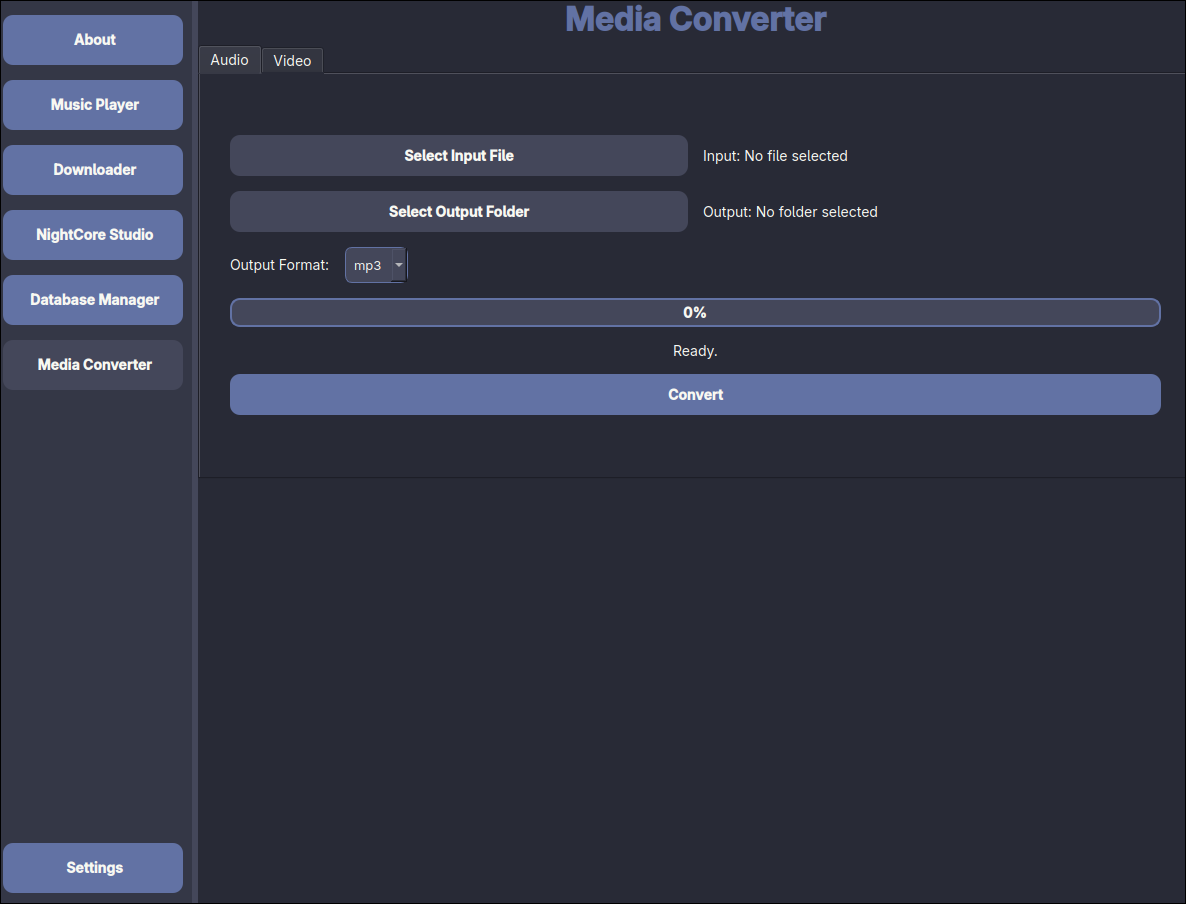 About
Music Player
Downloader
NightCore Studio
Database Manager
Media Converter
Settings
Media Converter
Audio
Video
Select Input File
Input: No file selected
Select Output Folder
Output: No folder selected
Output Format:
mp3
0%
Ready.
Convert